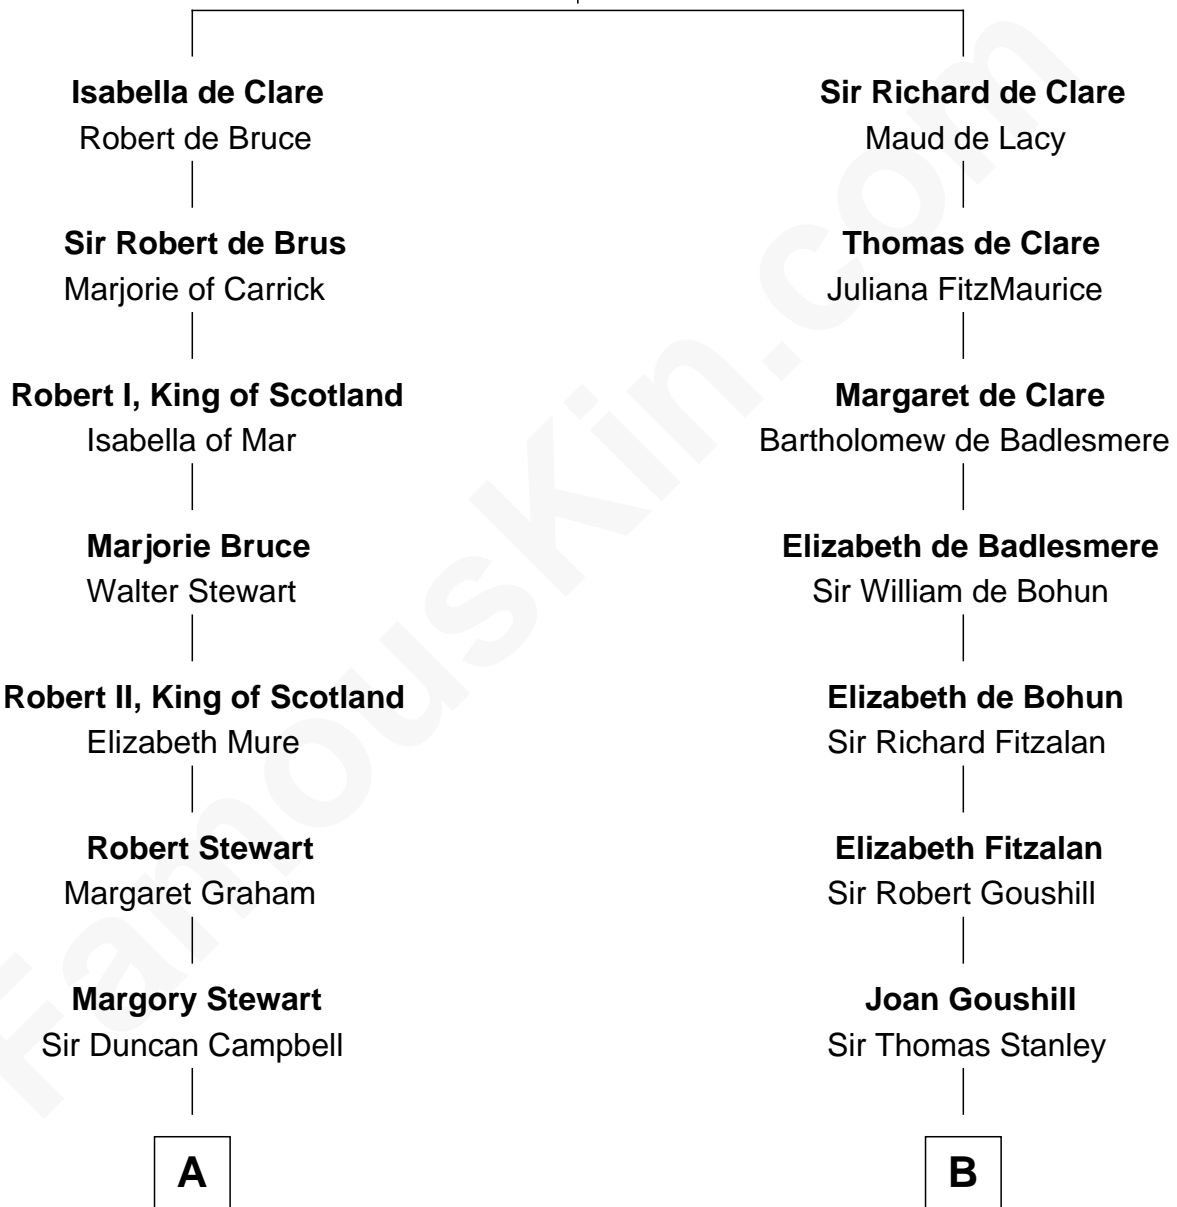 Isabella de Clare
Robert de Bruce
Sir Robert de Brus
Marjorie of Carrick
Robert I, King of Scotland
Isabella of Mar
Marjorie Bruce
Walter Stewart
Robert II, King of Scotland
Elizabeth Mure
Robert Stewart
Margaret Graham
Margory Stewart
Sir Duncan Campbell
A
Sir Richard de Clare
Maud de Lacy
Thomas de Clare
Juliana FitzMaurice
Margaret de Clare
Bartholomew de Badlesmere
Elizabeth de Badlesmere
Sir William de Bohun
Elizabeth de Bohun
Sir Richard Fitzalan
Elizabeth Fitzalan
Sir Robert Goushill
Joan Goushill
Sir Thomas Stanley
B
FamousKin.com